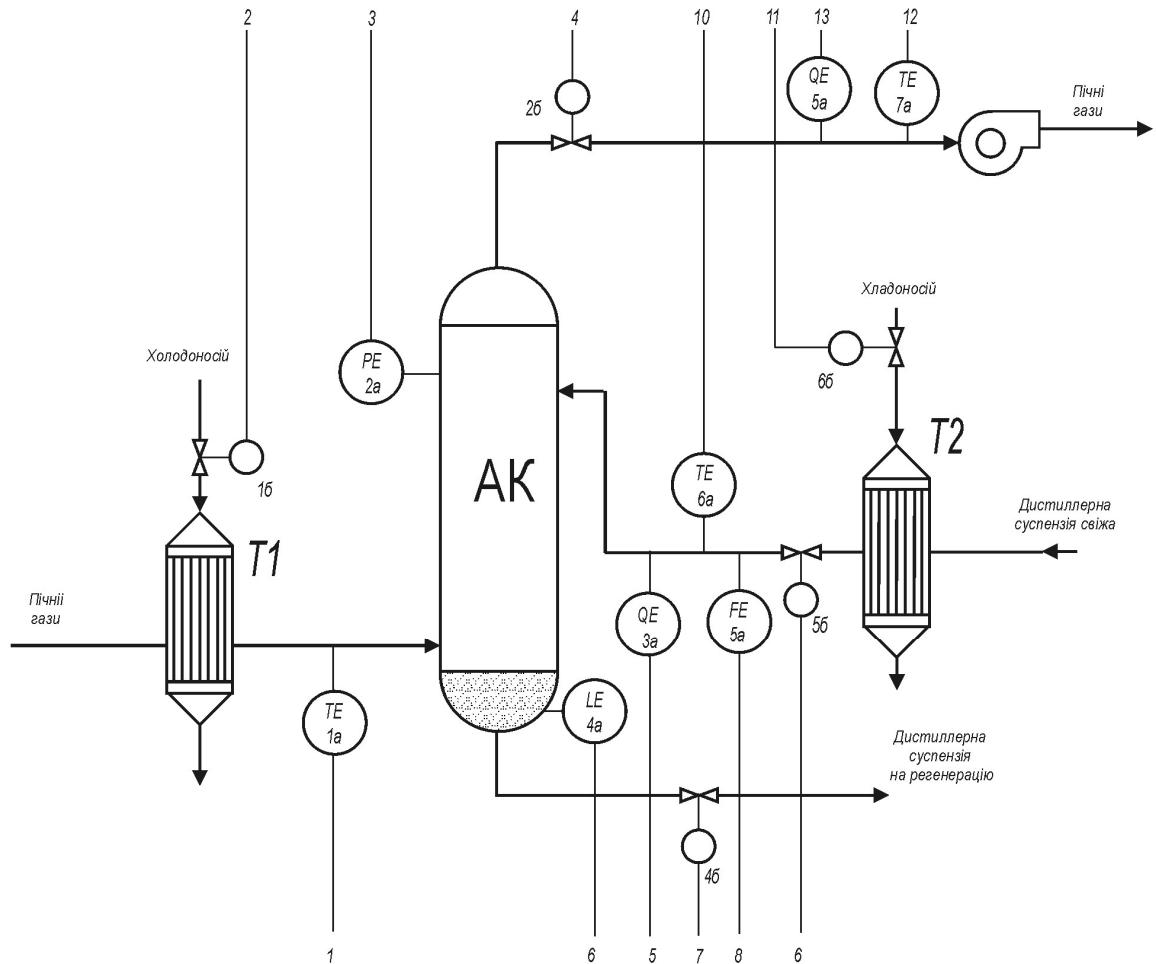 2
3
4
10
11
13
12
QE
5а
TE
7а
2б
Пічні
гази
Холодоносій
PE
2а
Хладоносій
6б
1б
АК
TE
6а
Т2
Дистиллерна
суспензія свіжа
Т1
Пічніі
гази
QE
3а
FE
5а
5б
TE
1а
LE
4а
Дистиллерна
суспензія
на регенерацію
4б
1
6
5
7
8
6